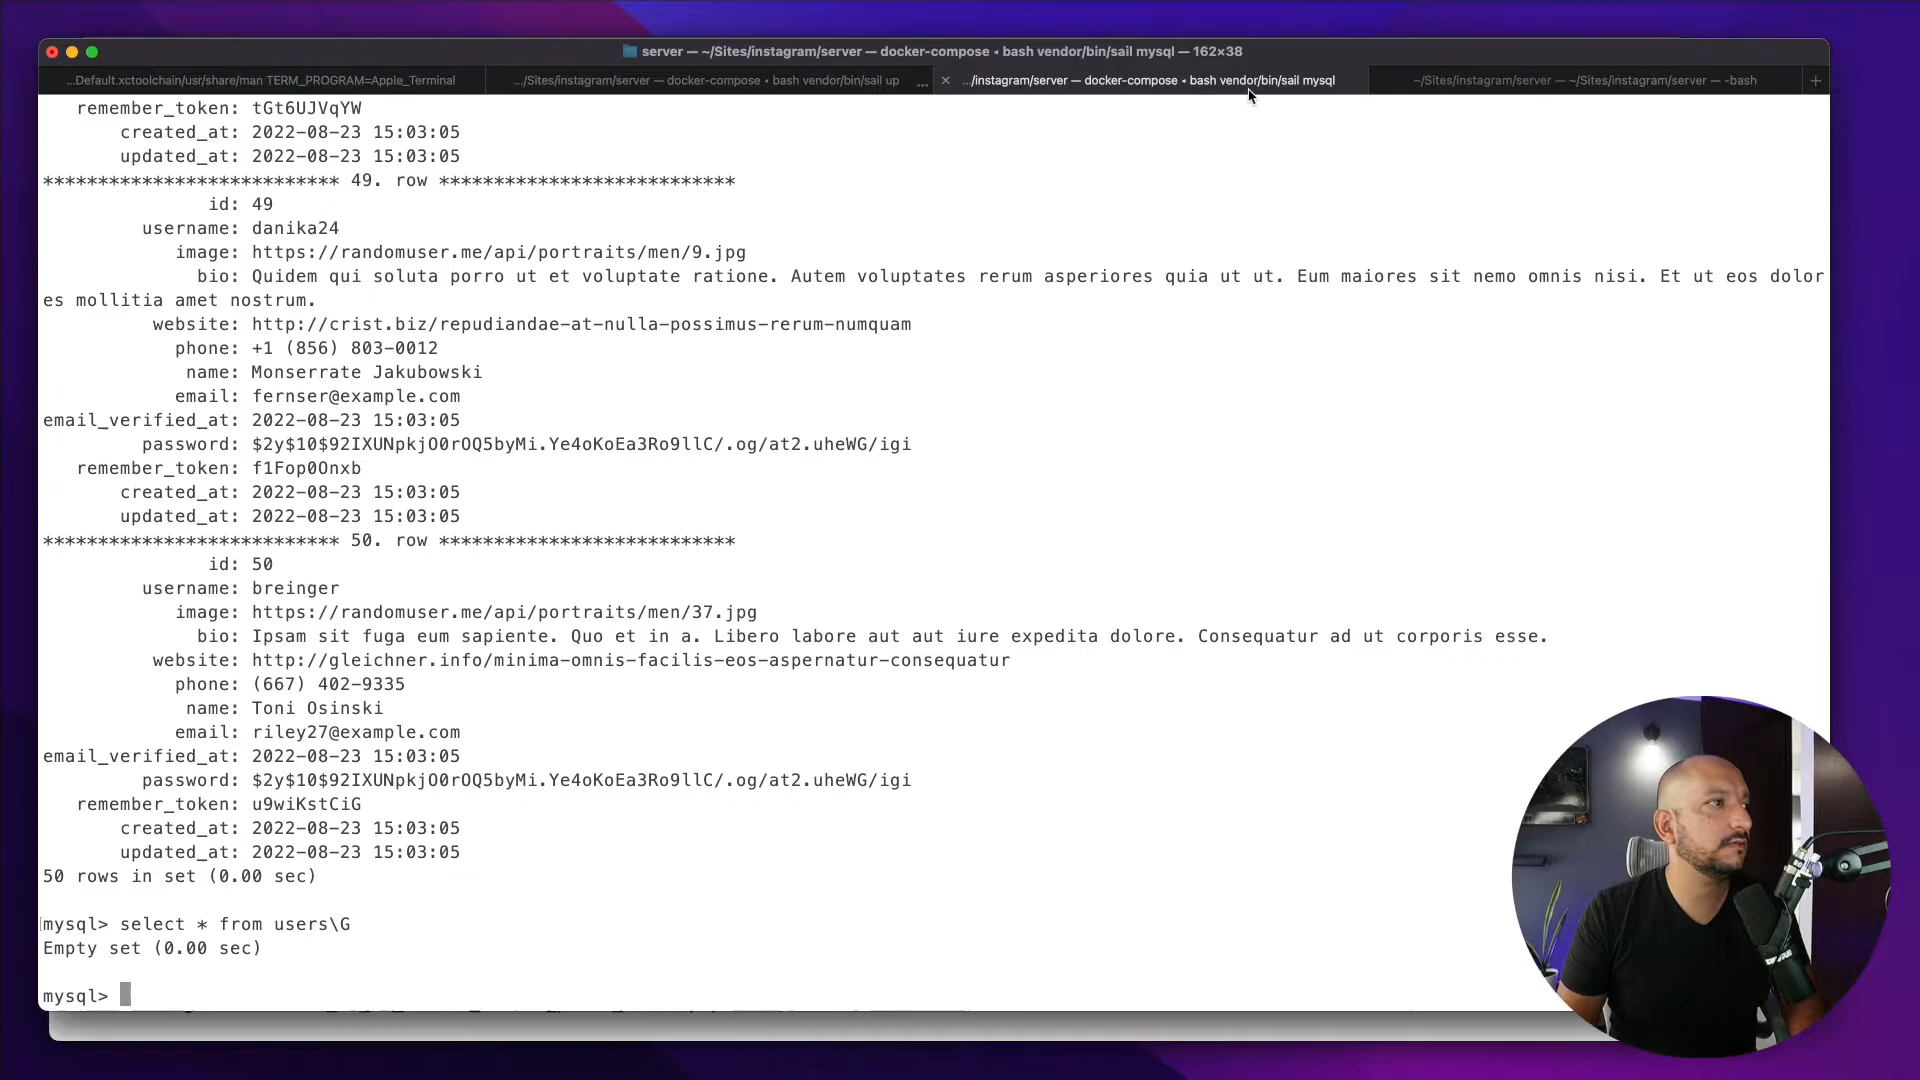 server — ~/Sites/instagram/server — docker-compose ◂ bash vendor/bin/sail mysql — 162×38
...Default.xctoolchain/usr/share/man TERM_PROGRAM=Apple_Terminal
.../Sites/instagram/server — docker-compose ◂ bash vendor/bin/sail up ...
.../instagram/server — docker-compose ◂ bash vendor/bin/sail mysql
~/Sites/instagram/server — ~/Sites/instagram/server — -bash
remember_token: tGt6UJVqYW
created_at: 2022-08-23 15:03:05
updated_at: 2022-08-23 15:03:05
*************************** 49. row ***************************
id: 49
username: danika24
image: https://randomuser.me/api/portraits/men/9.jpg
bio: Quidem qui soluta porro ut et voluptate ratione. Autem voluptates rerum asperiores quia ut ut. Eum maiores sit nemo omnis nisi. Et ut eos dolor
es mollitia amet nostrum.
website: http://crist.biz/repudiandae-at-nulla-possimus-rerum-numquam
phone: +1 (856) 803-0012
name: Monserrate Jakubowski
email: fernser@example.com
email_verified_at: 2022-08-23 15:03:05
password: $2y$10$92IXUNpkjO0rOQ5byMi.Ye4oKoEa3Ro9llC/.og/at2.uheWG/igi
remember_token: f1Fop0Onxb
created_at: 2022-08-23 15:03:05
updated_at: 2022-08-23 15:03:05
*************************** 50. row ***************************
id: 50
username: breinger
image: https://randomuser.me/api/portraits/men/37.jpg
bio: Ipsam sit fuga eum sapiente. Quo et in a. Libero labore aut aut iure expedita dolore. Consequatur ad ut corporis esse.
website: http://gleichner.info/minima-omnis-facilis-eos-aspernatur-consequatur
phone: (667) 402-9335
name: Toni Osinski
email: riley27@example.com
email_verified_at: 2022-08-23 15:03:05
password: $2y$10$92IXUNpkjO0rOQ5byMi.Ye4oKoEa3Ro9llC/.og/at2.uheWG/igi
remember_token: u9wiKstCiG
created_at: 2022-08-23 15:03:05
updated_at: 2022-08-23 15:03:05
50 rows in set (0.00 sec)
mysql> select * from users\G
Empty set (0.00 sec)
mysql>